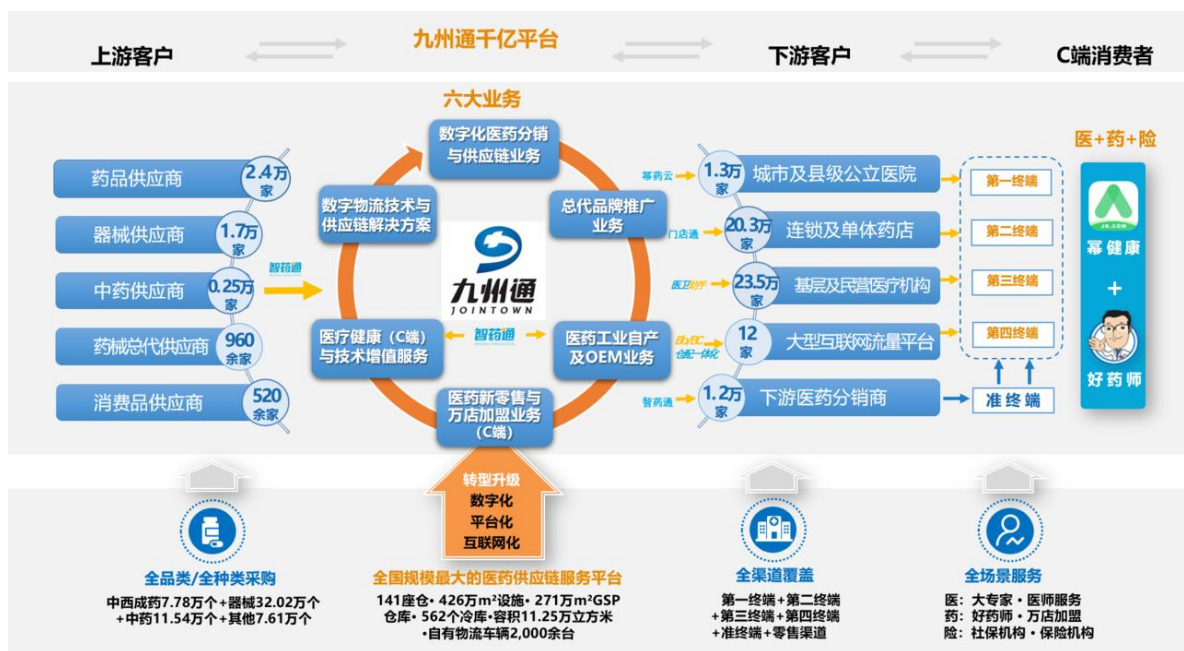 上游客户
九州通千亿平台
下游客户
C端消费者
六大业务
药品供应商
2.4万
家
器械供应商
1.7万
家
中药供应商
0.25万
家
药械总代供应商
960
余家
消费品供应商
520
余家
智药通
数字化医药分销
与供应链业务
总代品牌推广
业务
医药工业自产
及OEM业务
医药新零售与
万店加盟业务
(C端)
医疗健康（C端）
与技术增值服务
数字物流技术与
供应链解决方案
九州通
JOINTOWN
智药通
幂药云
1.3万
家
城市及县级公立医院
门店通
20.3万
家
连锁及单体药店
医卫助手
23.5万
家
基层及民营医疗机构
仓配一体化
12
家
大型互联网流量平台
智药通
1.2万
家
下游医药分销商
第一终端
第二终端
第三终端
第四终端
准终端
医+药+险
JK.COM
幂健康
+
好药师
转型升级
数字化
平台化
互联网化
全品类/全种类采购
中西成药7.78万个+器械32.02万个
+中药11.54万个+其他7.61万个
全国规模最大的医药供应链服务平台
141座仓·426万m²设施·271万m²GSP
仓库·562个冷库·容积11.25万立方米
·自有物流车辆2,000余台
全渠道覆盖
第一终端+第二终端
+第三终端+第四终端
+准终端+零售渠道
全场景服务
医：大专家·医师服务
药：好药师·万店加盟
险：社保机构·保险机构